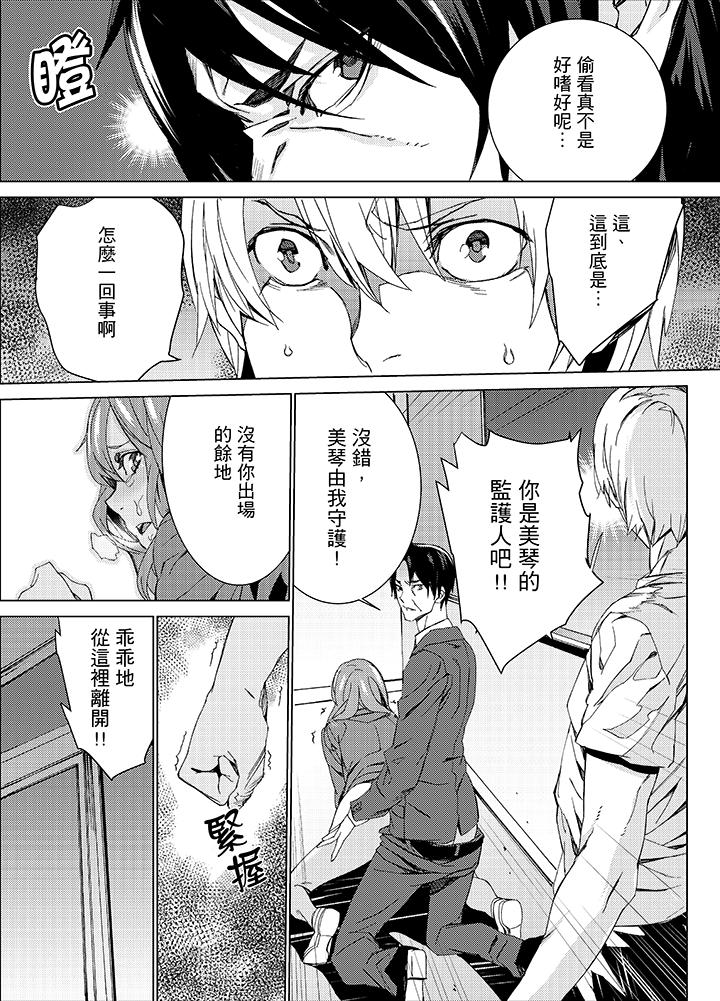 偷看真不是
好嗜好呢…
瞪
這、
這到底是…
怎麼一回事啊
你是美琴的
監護人吧!!
沒錯，
美琴由我守護！
沒有你出場
的餘地
緊握
乖乖地
從這裡離開!!